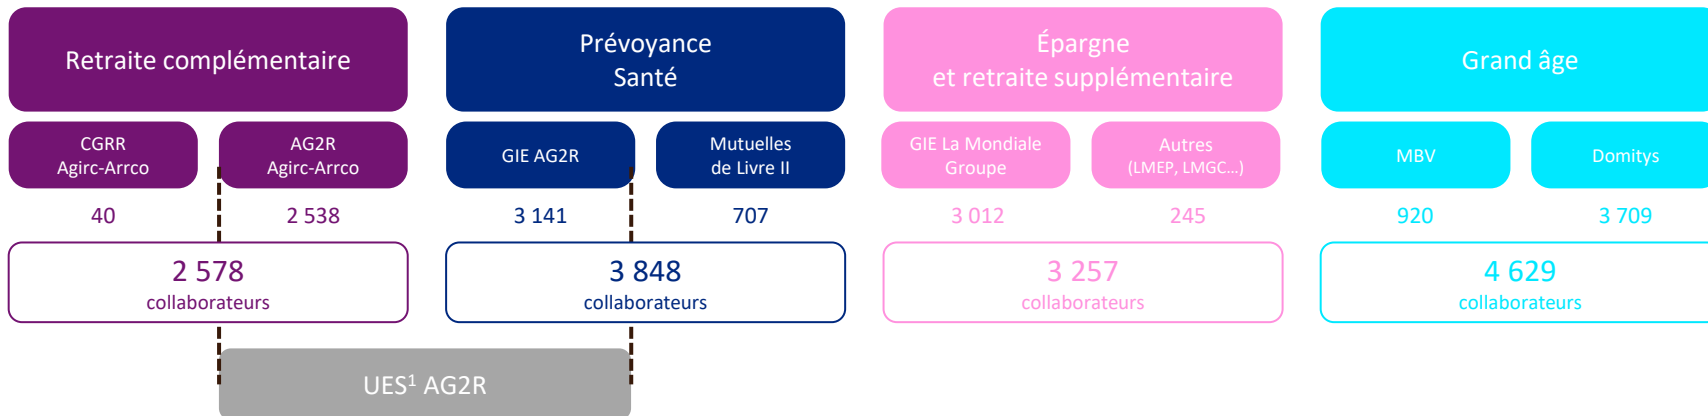 Retraite complémentaire
Prévoyance
Santé
Épargne
et retraite supplémentaire
Grand âge
CGRR
Agirc-Arrco
AG2R
Agirc-Arrco
GIE AG2R
Mutuelles
de Livre II
GIE La Mondiale
Groupe
Autres
(LMEP, LMGC...)
MBV
Domitys
40
2 538
3 141
707
3 012
245
920
3 709
2 578
collaborateurs
3 848
collaborateurs
3 257
collaborateurs
4 629
collaborateurs
UES¹ AG2R